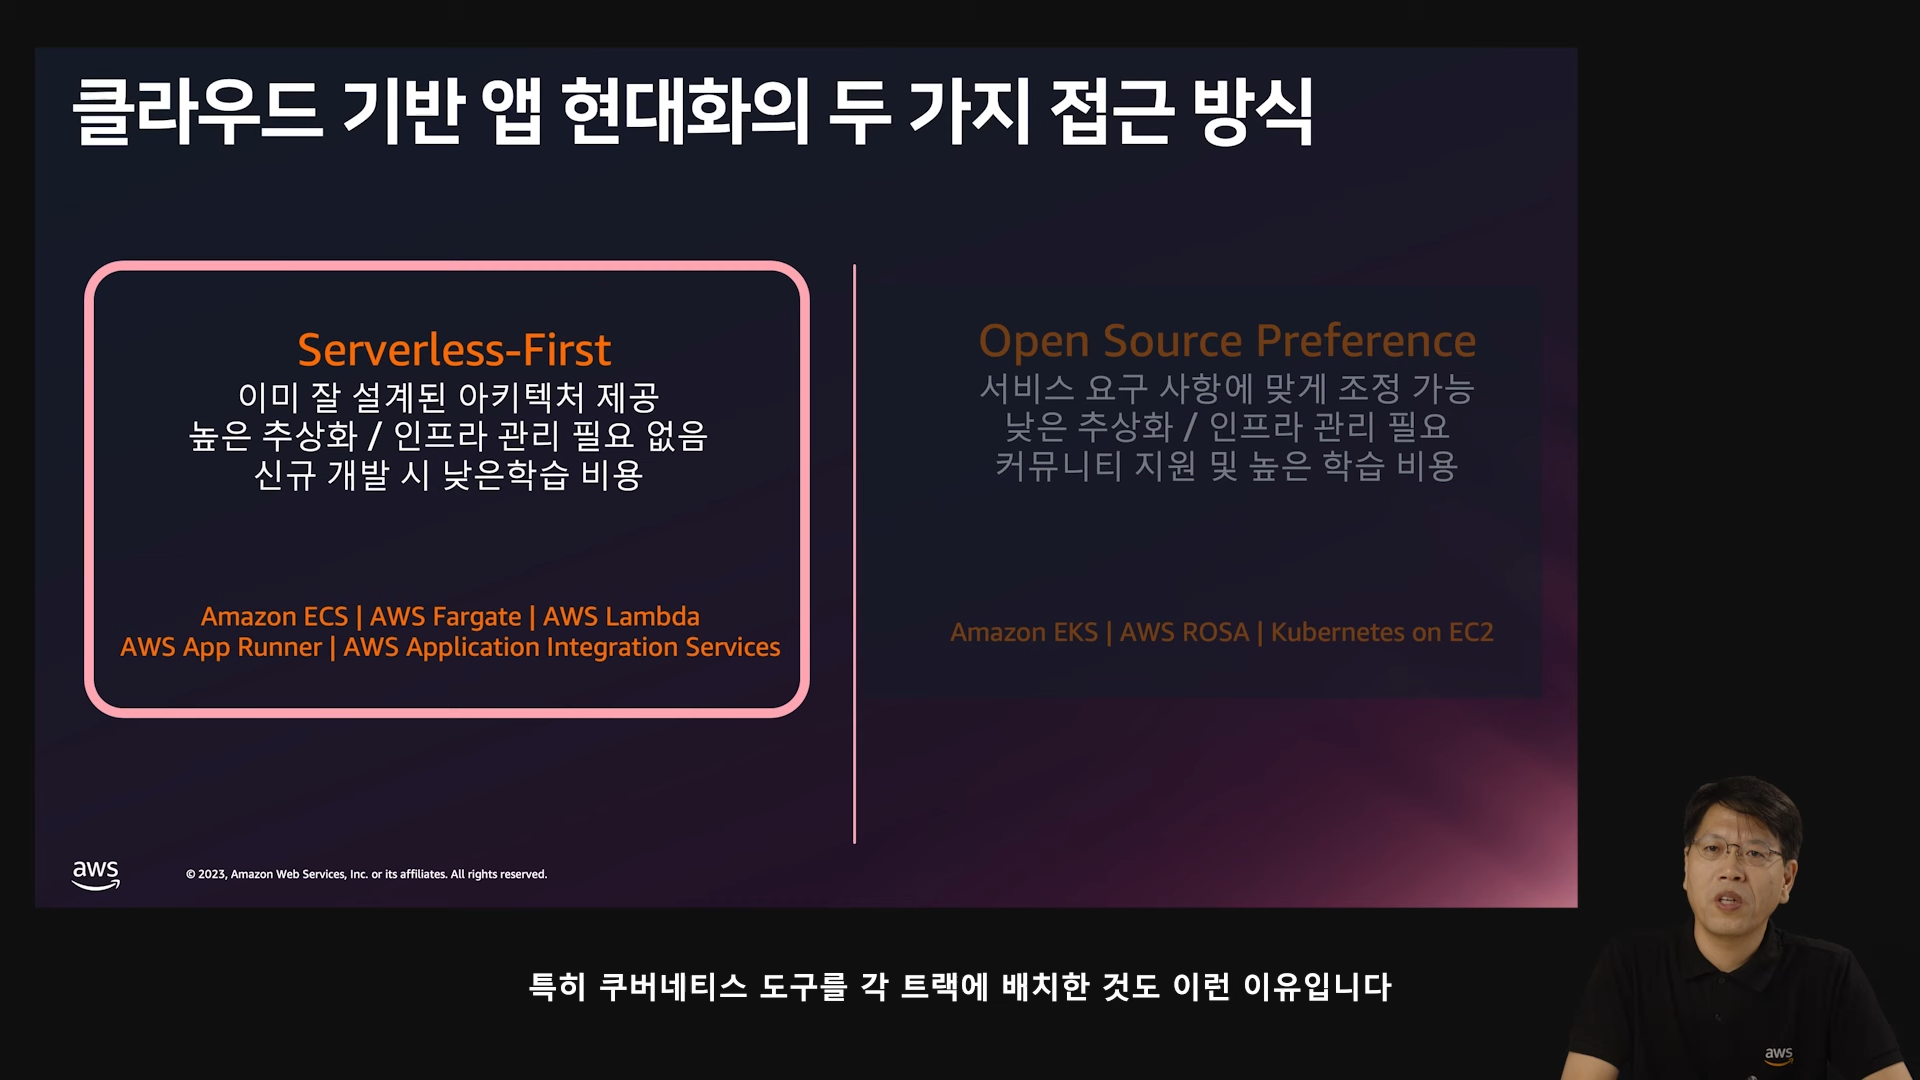 클라우드 기반 앱 현대화의 두 가지 접근 방식
Serverless-First
이미 잘 설계된 아키텍처 제공
높은 추상화 / 인프라 관리 필요 없음
신규 개발 시 낮은학습 비용
Amazon ECS | AWS Fargate | AWS Lambda
AWS App Runner | AWS Application Integration Services
Open Source Preference
서비스 요구 사항에 맞게 조정 가능
낮은 추상화 / 인프라 관리 필요
커뮤니티 지원 및 높은 학습 비용
Amazon EKS | AWS ROSA | Kubernetes on EC2
aws
© 2023, Amazon Web Services, Inc. or its affiliates. All rights reserved.
특히 쿠버네티스 도구를 각 트랙에 배치한 것도 이런 이유입니다
aws